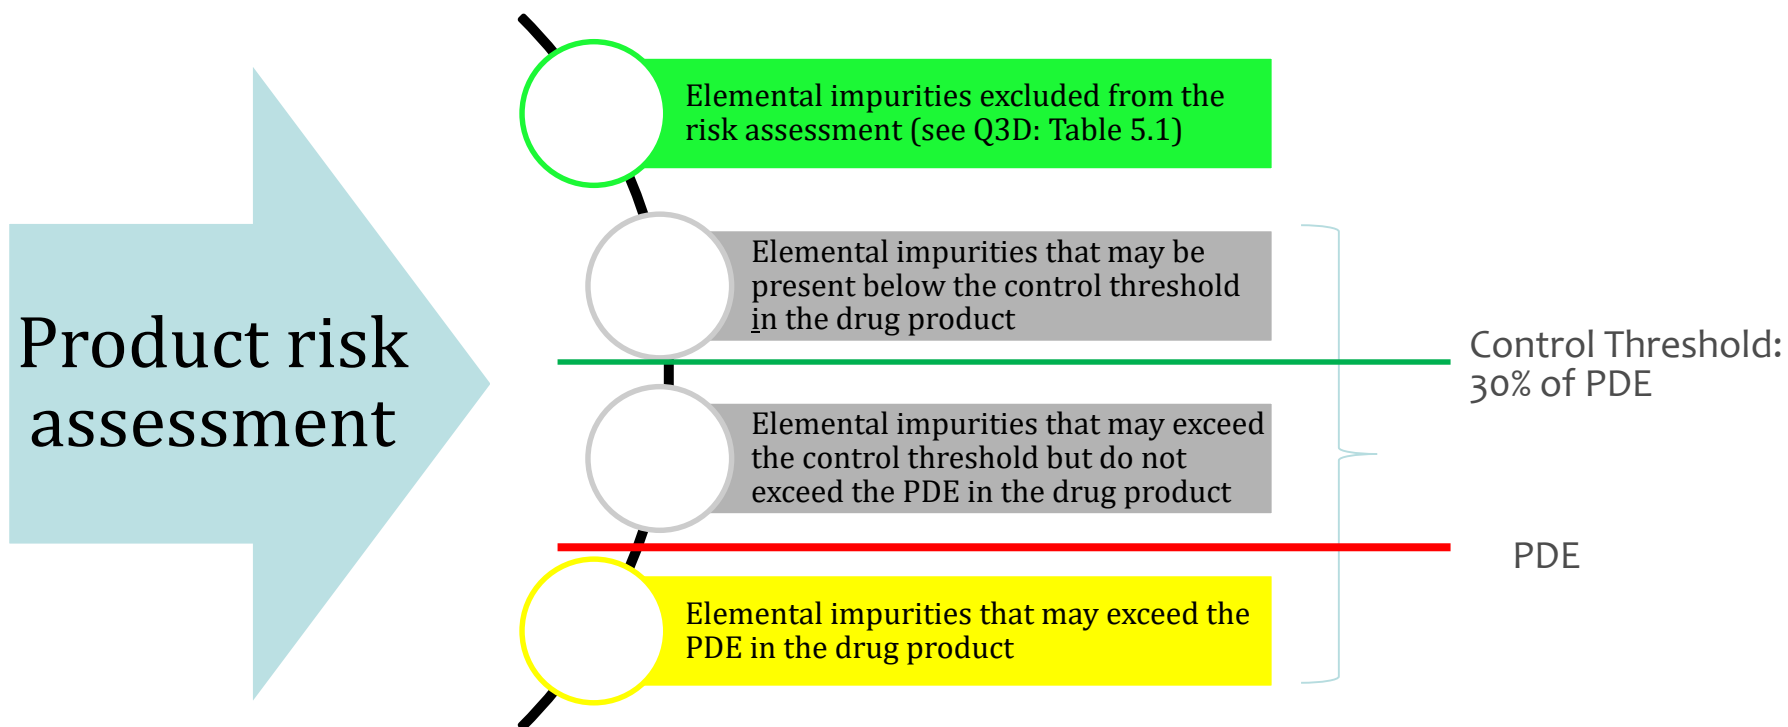 Product risk
assessment
Elemental impurities excluded from the
risk assessment (see Q3D: Table 5.1)
Elemental impurities that may be
present below the control threshold
in the drug product
Control Threshold:
30% of PDE
Elemental impurities that may exceed
the control threshold but do not
exceed the PDE in the drug product
PDE
Elemental impurities that may exceed the
PDE in the drug product